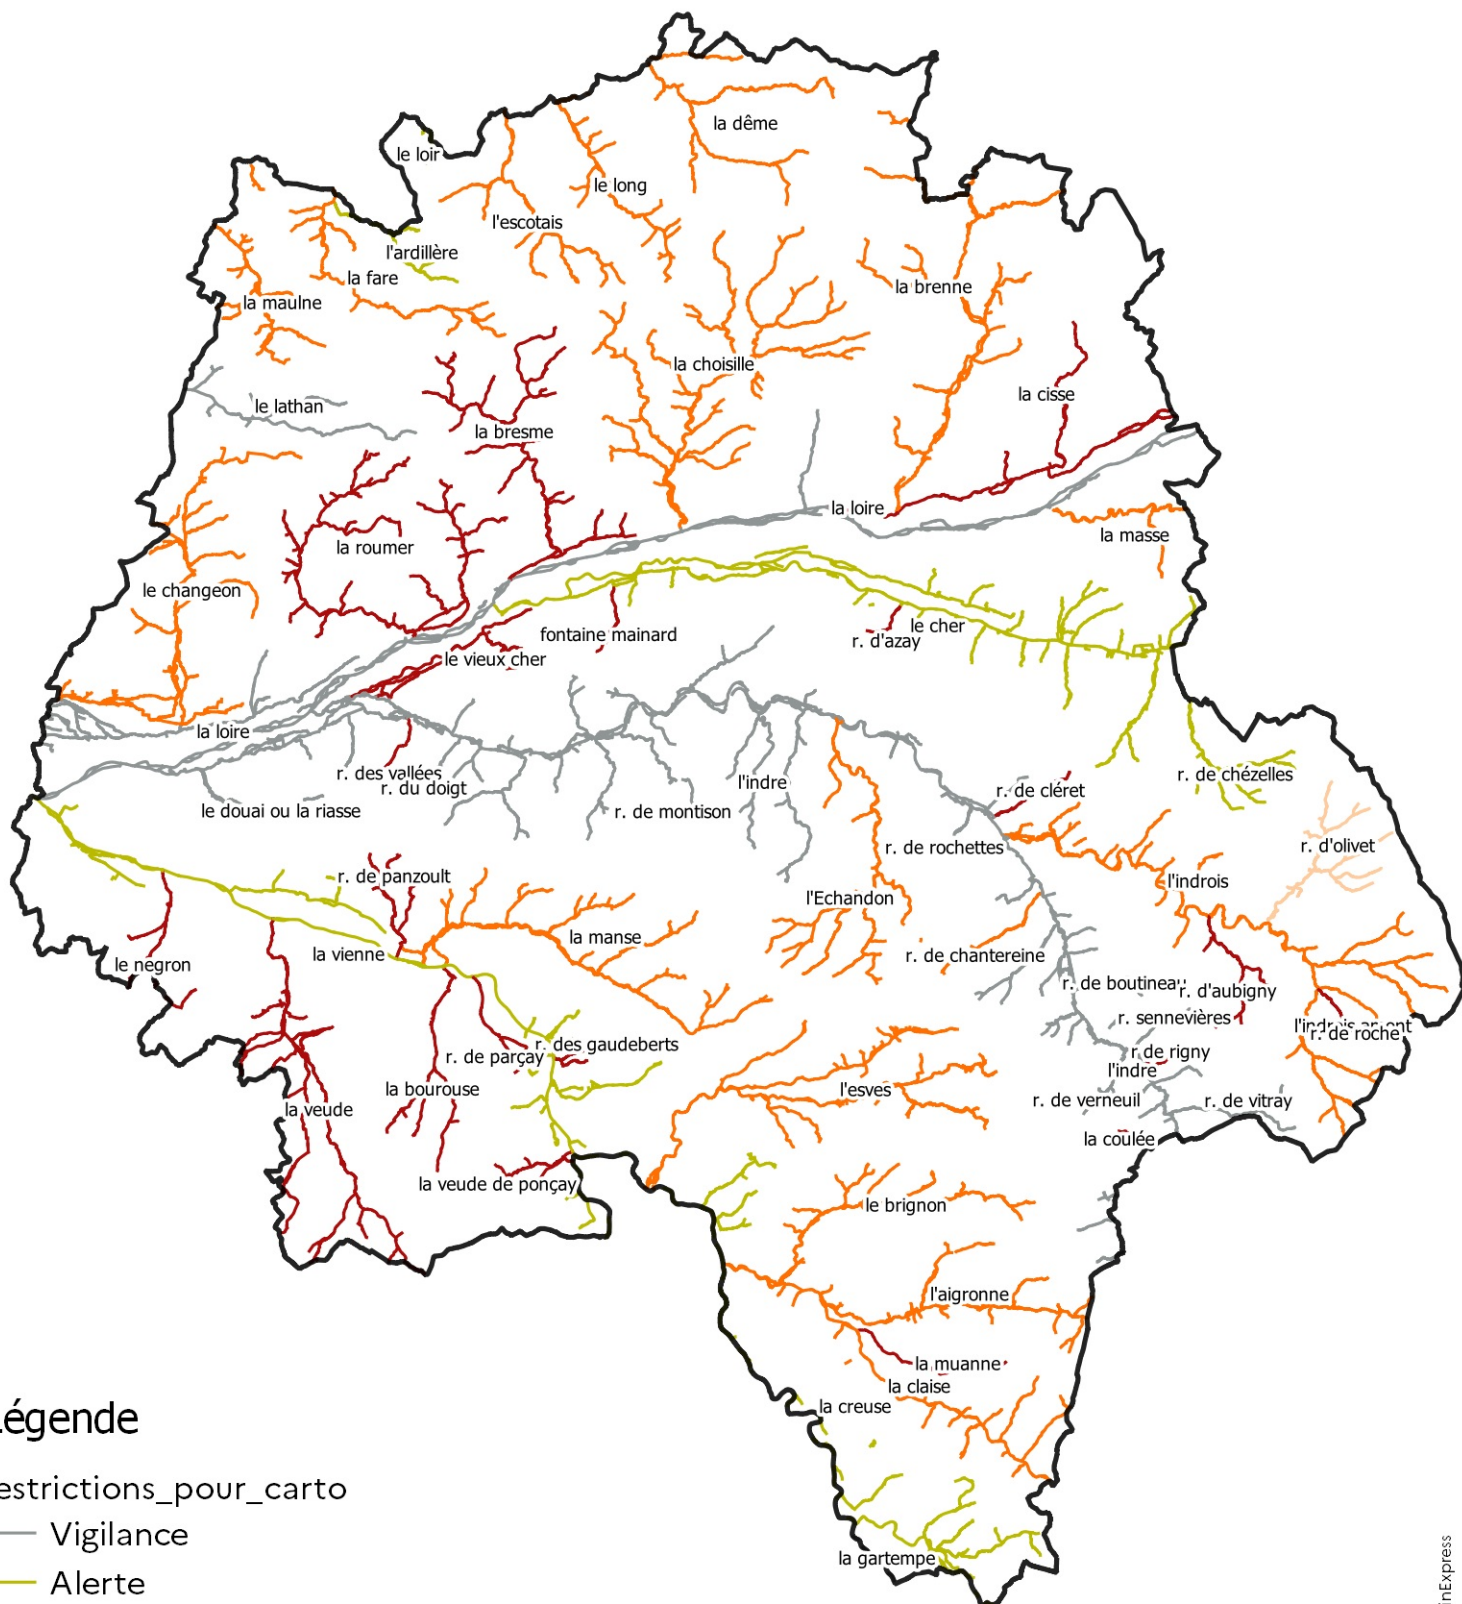 la dême
le loir
le long
l'escotais
l'ardillère
la fare
la brenne
la maulne
la choisille
la cisse
le lathan
la bresme
la loire
la masse
la roumer
le changeon
le cher
fontaine mainard
r. d'azay
le vieux cher
la loire
r. des vallées
r. de chézelles
l'indre
r. du doigt
r. de cléret
le douai ou la riasse
r. de montison
r. de rochettes
r. d'olivet
r. de panzoult
l'indrois
l'Echandon
la manse
la vienne
r. de chantereine
le négron
r. de boutineau
r. d'aubigny
r. sennevières
r. de roche
r. des gaudeberts
r. de parçay
r. de rigny
l'indre
la bourouse
l'esves
r. de verneuil
r. de vitray
la veude
la coulée
la veude de ponçay
le brignon
l'aigronne
la muanne
la claise
la creuse
Légende
estrictions_pour_carto
Vigilance
Alerte
la gartempe
inExpress